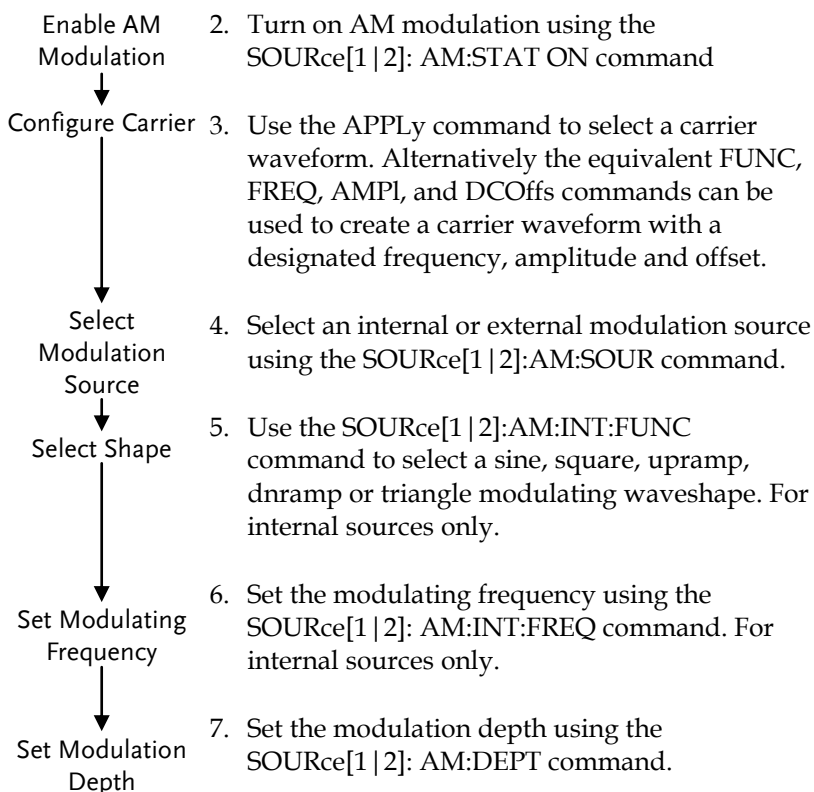 Enable AM
Modulation
2. Turn on AM modulation using the
SOURce[1|2]: AM:STAT ON command
Configure Carrier
3. Use the APPLy command to select a carrier
waveform. Alternatively the equivalent FUNC,
FREQ, AMPl, and DCOffs commands can be
used to create a carrier waveform with a
designated frequency, amplitude and offset.
Select
Modulation
Source
4. Select an internal or external modulation source
using the SOURce[1|2]:AM:SOUR command.
Select Shape
5. Use the SOURce[1|2]:AM:INT:FUNC
command to select a sine, square, upramp,
dnramp or triangle modulating waveshape. For
internal sources only.
Set Modulating
Frequency
6. Set the modulating frequency using the
SOURce[1|2]: AM:INT:FREQ command. For
internal sources only.
Set Modulation
Depth
7. Set the modulation depth using the
SOURce[1|2]: AM:DEPT command.